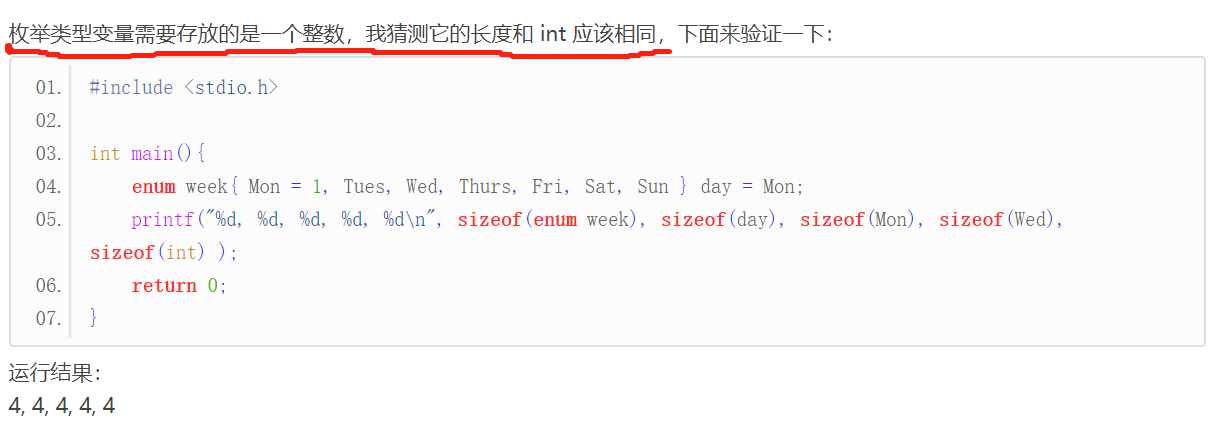 枚举类型变量需要存放的是一个整数，我猜测它的长度和 int 应该相同，下面来验证一下：
01. #include <stdio.h>
02.
03. int main(){
04. enum week{ Mon = 1, Tues, Wed, Thurs, Fri, Sat, Sun } day = Mon;
05. printf("%d, %d, %d, %d, %d\n", sizeof(enum week), sizeof(day), sizeof(Mon), sizeof(Wed),
sizeof(int) );
06. return 0;
07. }
运行结果：
4, 4, 4, 4, 4